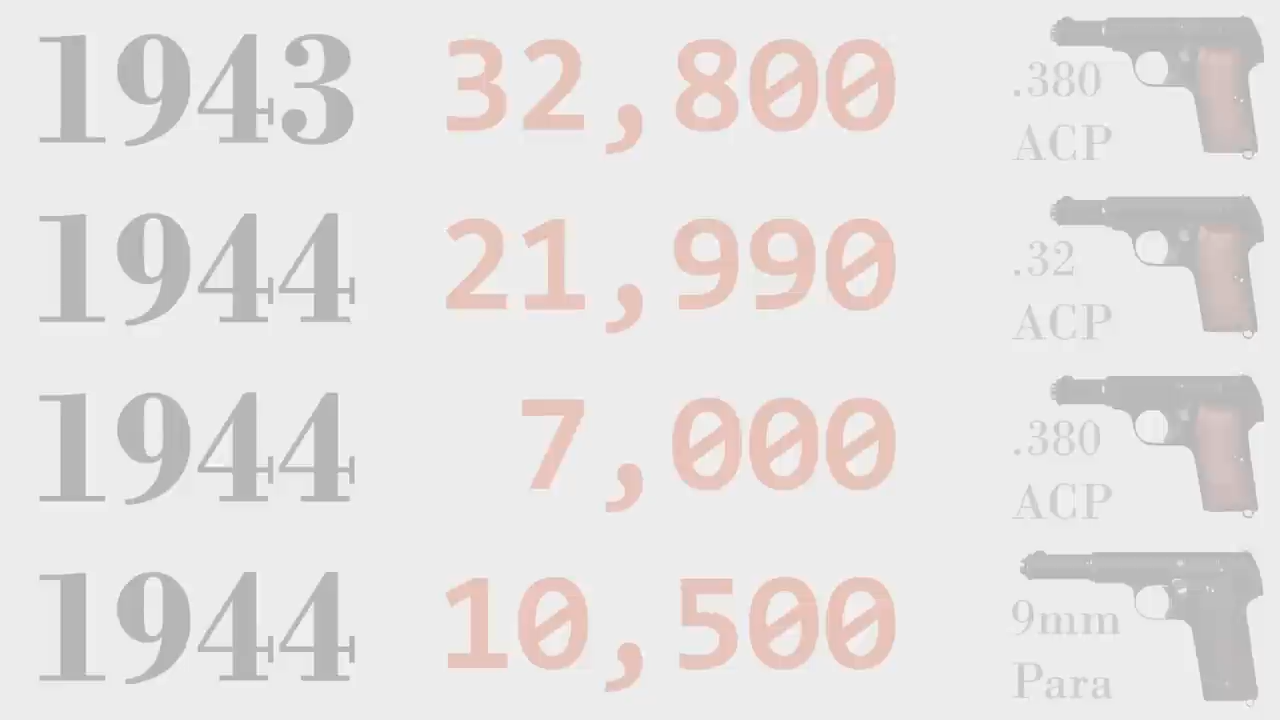 1943 32,800 .380 ACP
1944 21,990 .32 ACP
1944 7,000 .380 ACP
1944 10,500 9mm Para